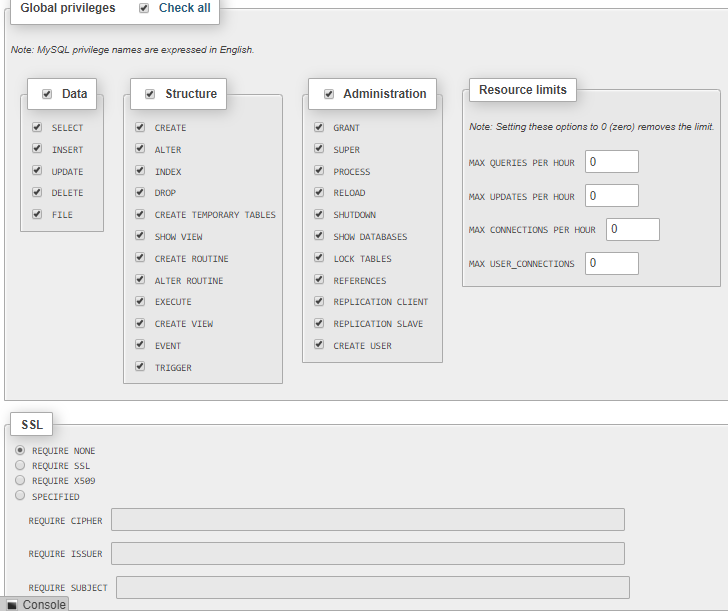 Global privileges Check all
Note: MySQL privilege names are expressed in English.
Data
SELECT
INSERT
UPDATE
DELETE
FILE
Structure
CREATE
ALTER
INDEX
DROP
CREATE TEMPORARY TABLES
SHOW VIEW
CREATE ROUTINE
ALTER ROUTINE
EXECUTE
CREATE VIEW
EVENT
TRIGGER
Administration
GRANT
SUPER
PROCESS
RELOAD
SHUTDOWN
SHOW DATABASES
LOCK TABLES
REFERENCES
REPLICATION CLIENT
REPLICATION SLAVE
CREATE USER
Resource limits
Note: Setting these options to 0 (zero) removes the limit.
MAX QUERIES PER HOUR 0
MAX UPDATES PER HOUR 0
MAX CONNECTIONS PER HOUR 0
MAX USER_CONNECTIONS 0
SSL
REQUIRE NONE
REQUIRE SSL
REQUIRE X509
SPECIFIED
REQUIRE CIPHER
REQUIRE ISSUER
REQUIRE SUBJECT
Console